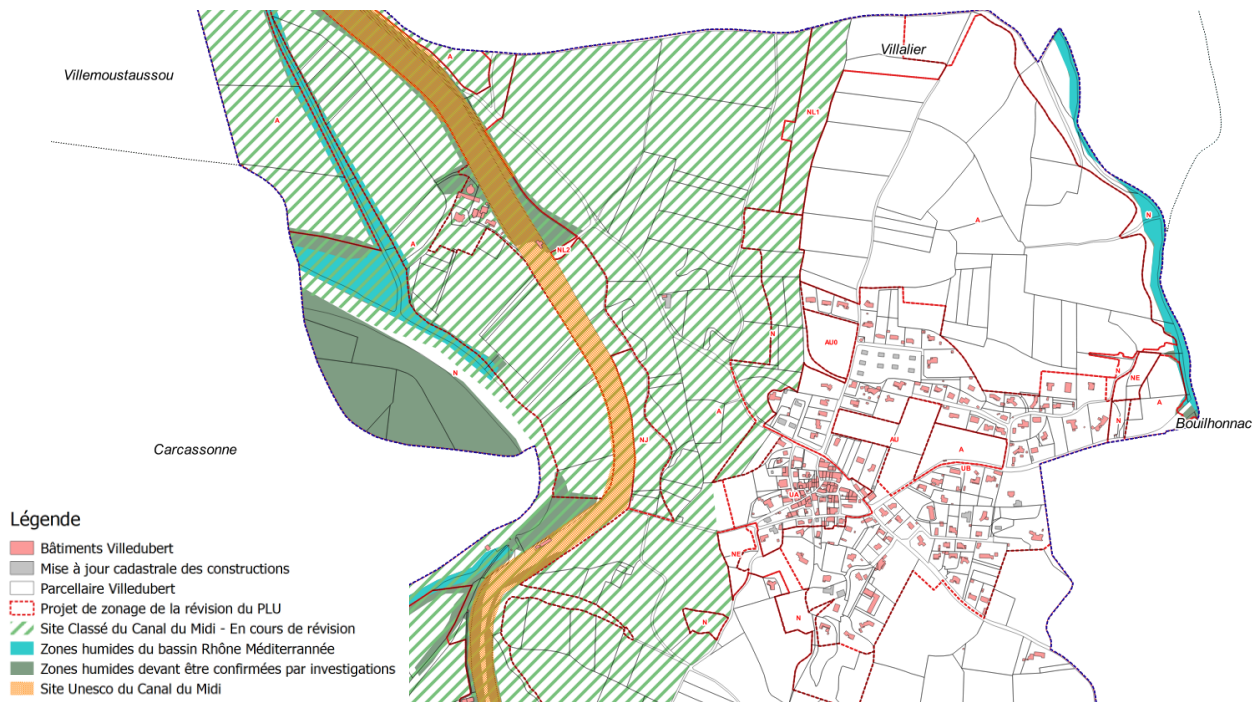 Villalier
Villemoustaussou
A
A
NL1
A
N
A
A
NL2
N
AU0
N
NE
N
A
A
Bouilhonnac
N
NJ
AU
A
UB
UA
Carcassonne
NE
N
N
Légende
Bâtiments Villedubert
Mise à jour cadastrale des constructions
Parcellaire Villedubert
Projet de zonage de la révision du PLU
Site Classé du Canal du Midi - En cours de révision
Zones humides du bassin Rhône Méditerrannée
Zones humides devant être confirmées par investigations
Site Unesco du Canal du Midi